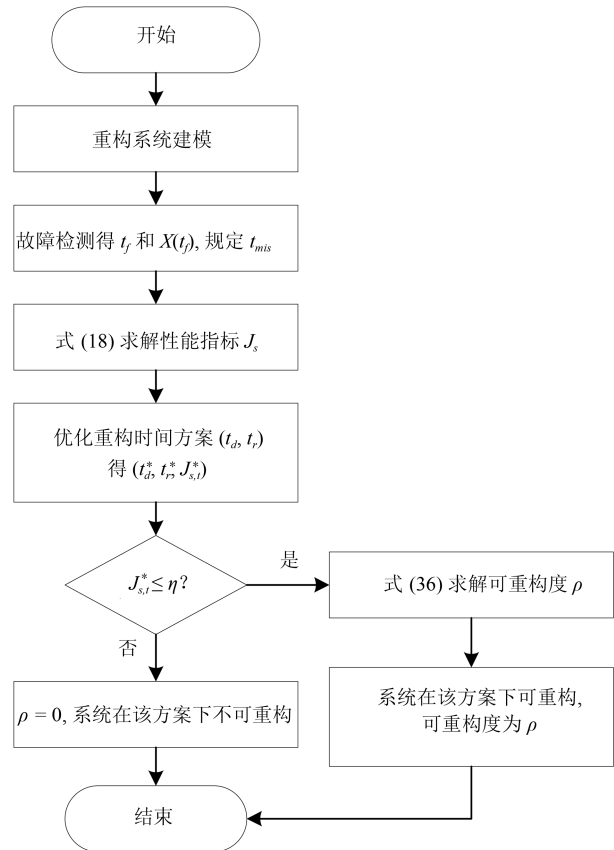 开始
重构系统建模
故障检测得 t_f 和 X(t_f), 规定 t_{mis}
式 (18) 求解性能指标 J_s
优化重构时间方案 (t_d, t_r)
得 (t_d^*, t_r^*, J_{s,t}^*)
J_{s,t}^* ≤ η?
是
式 (36) 求解可重构度 ρ
否
ρ = 0, 系统在该方案下不可重构
系统在该方案下可重构,
可重构度为 ρ
结束